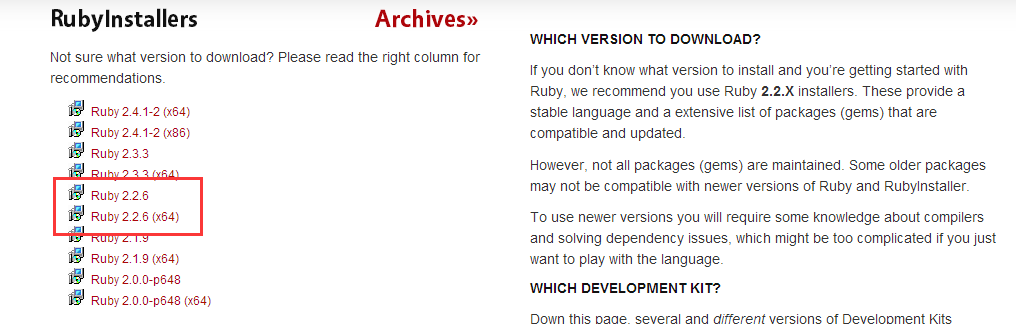 RubyInstallers
Archives»
Not sure what version to download? Please read the right column for
recommendations.
Ruby 2.4.1-2 (x64)
Ruby 2.4.1-2 (x86)
Ruby 2.3.3
Ruby 2.3.3 (x64)
Ruby 2.2.6
Ruby 2.2.6 (x64)
Ruby 2.1.9
Ruby 2.1.9 (x64)
Ruby 2.0.0-p648
Ruby 2.0.0-p648 (x64)
WHICH VERSION TO DOWNLOAD?
If you don’t know what version to install and you’re getting started with
Ruby, we recommend you use Ruby 2.2.X installers. These provide a
stable language and a extensive list of packages (gems) that are
compatible and updated.
However, not all packages (gems) are maintained. Some older packages
may not be compatible with newer versions of Ruby and RubyInstaller.
To use newer versions you will require some knowledge about compilers
and solving dependency issues, which might be too complicated if you just
want to play with the language.
WHICH DEVELOPMENT KIT?
Down this page, several and different versions of Development Kits